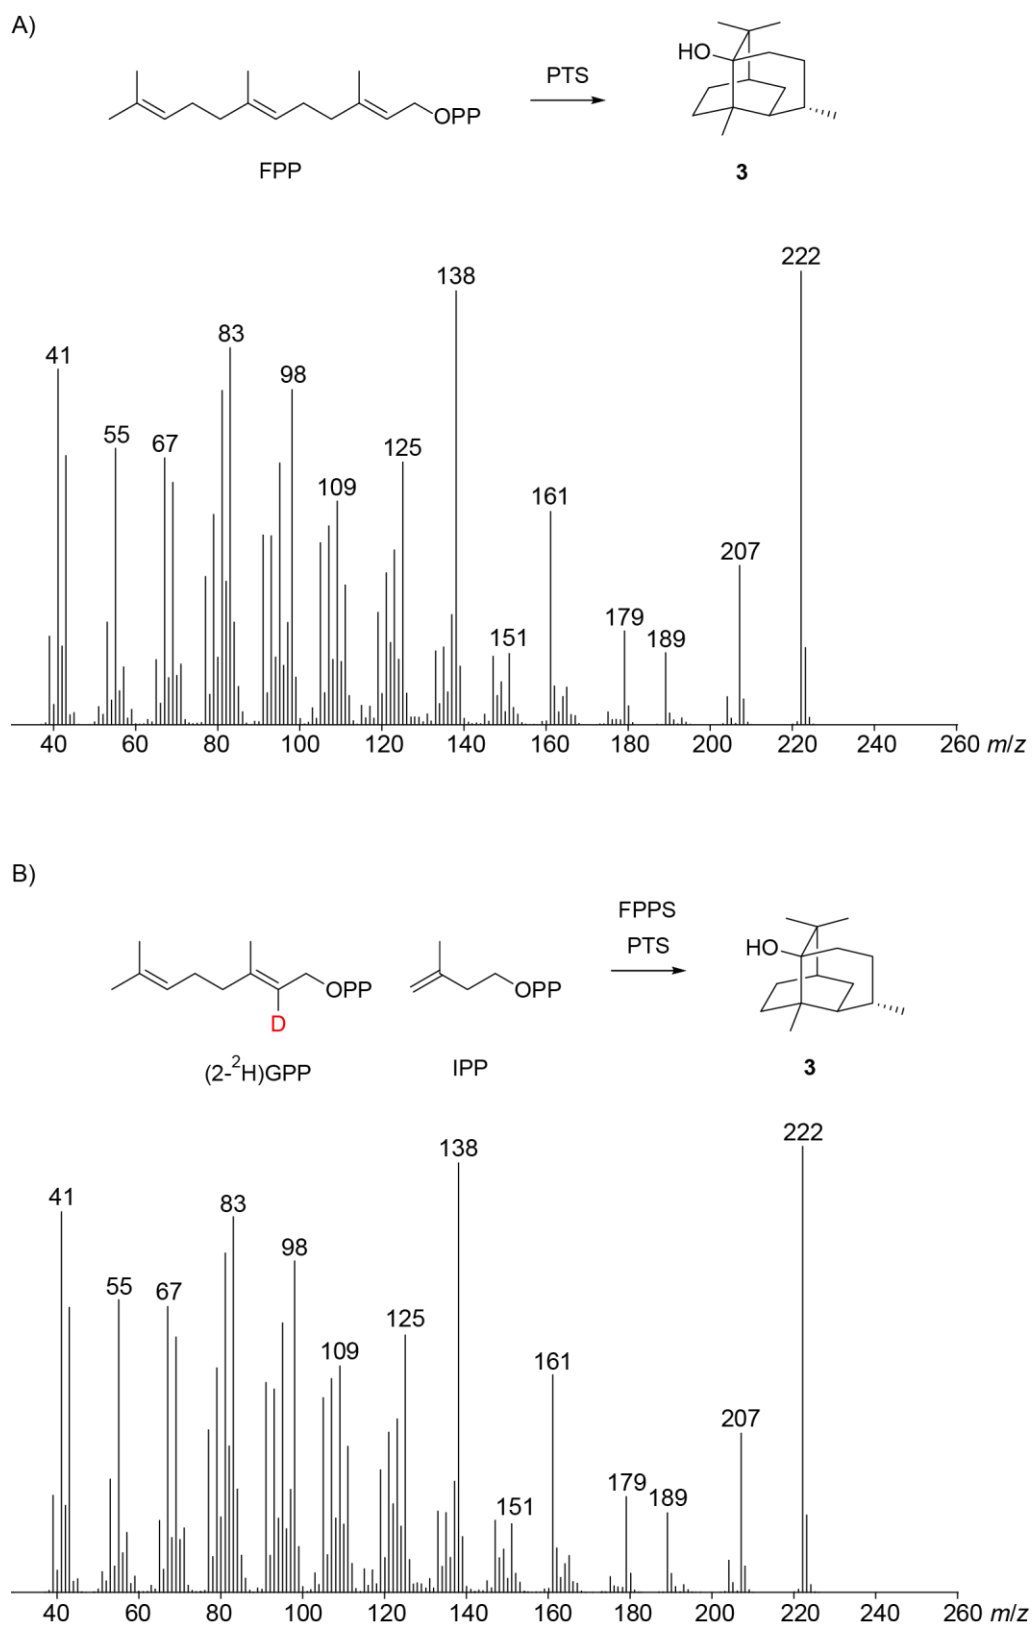 A)
HO
PTS
OPP
FPP
3
222
138
83
41
98
55
67
125
109
161
207
179
189
151
40 60 80 100 120 140 160 180 200 220 240 260 m/z
B)
FPPS
HO
PTS
OPP
OPP
D
(2-²H)GPP
IPP
3
222
138
41
83
98
55
67
125
109
161
207
179
189
151
40 60 80 100 120 140 160 180 200 220 240 260 m/z